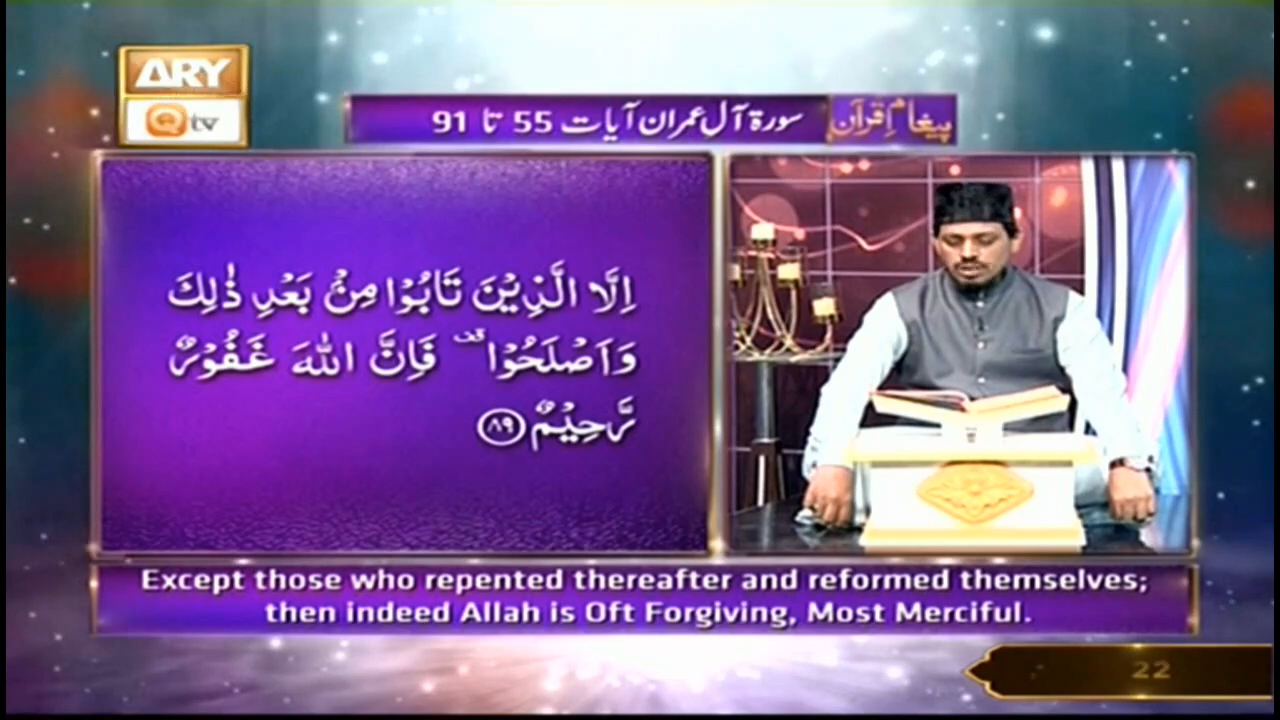 ARY
Qtv
پیغام قرآن سورۃ آل عمران آیات 55 تا 91
اِلَّا الَّذِیْنَ تَابُوْا مِنْۢ بَعْدِ ذٰلِكَ
وَاَصْلَحُوْا ۫ فَاِنَّ اللّٰهَ غَفُوْرٌ
رَّحِیْمٌ ﴿۸۹﴾
Except those who repented thereafter and reformed themselves;
then indeed Allah is Oft Forgiving, Most Merciful.
22